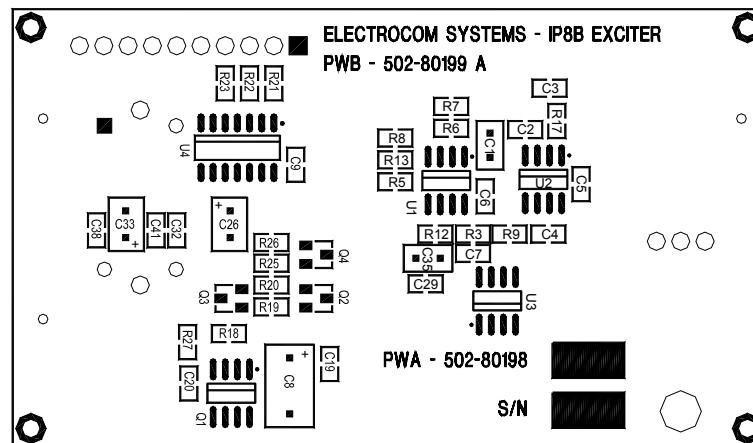 ELECTROCOM SYSTEMS - IP8B EXCITER
PWB - 502-80199 A
R23
R22
R21
C3
R7
R6
C1
C2
R17
R8
R13
R5
U4
C9
U1
C6
U2
C5
C38
C33
+
C41
C32
+
C26
R26
R25
Q4
R12
R3
R9
C4
C35
C7
C29
Q3
R20
R19
Q2
U3
R27
R18
C20
Q1
+
C8
C19
PWA - 502-80198
S/N